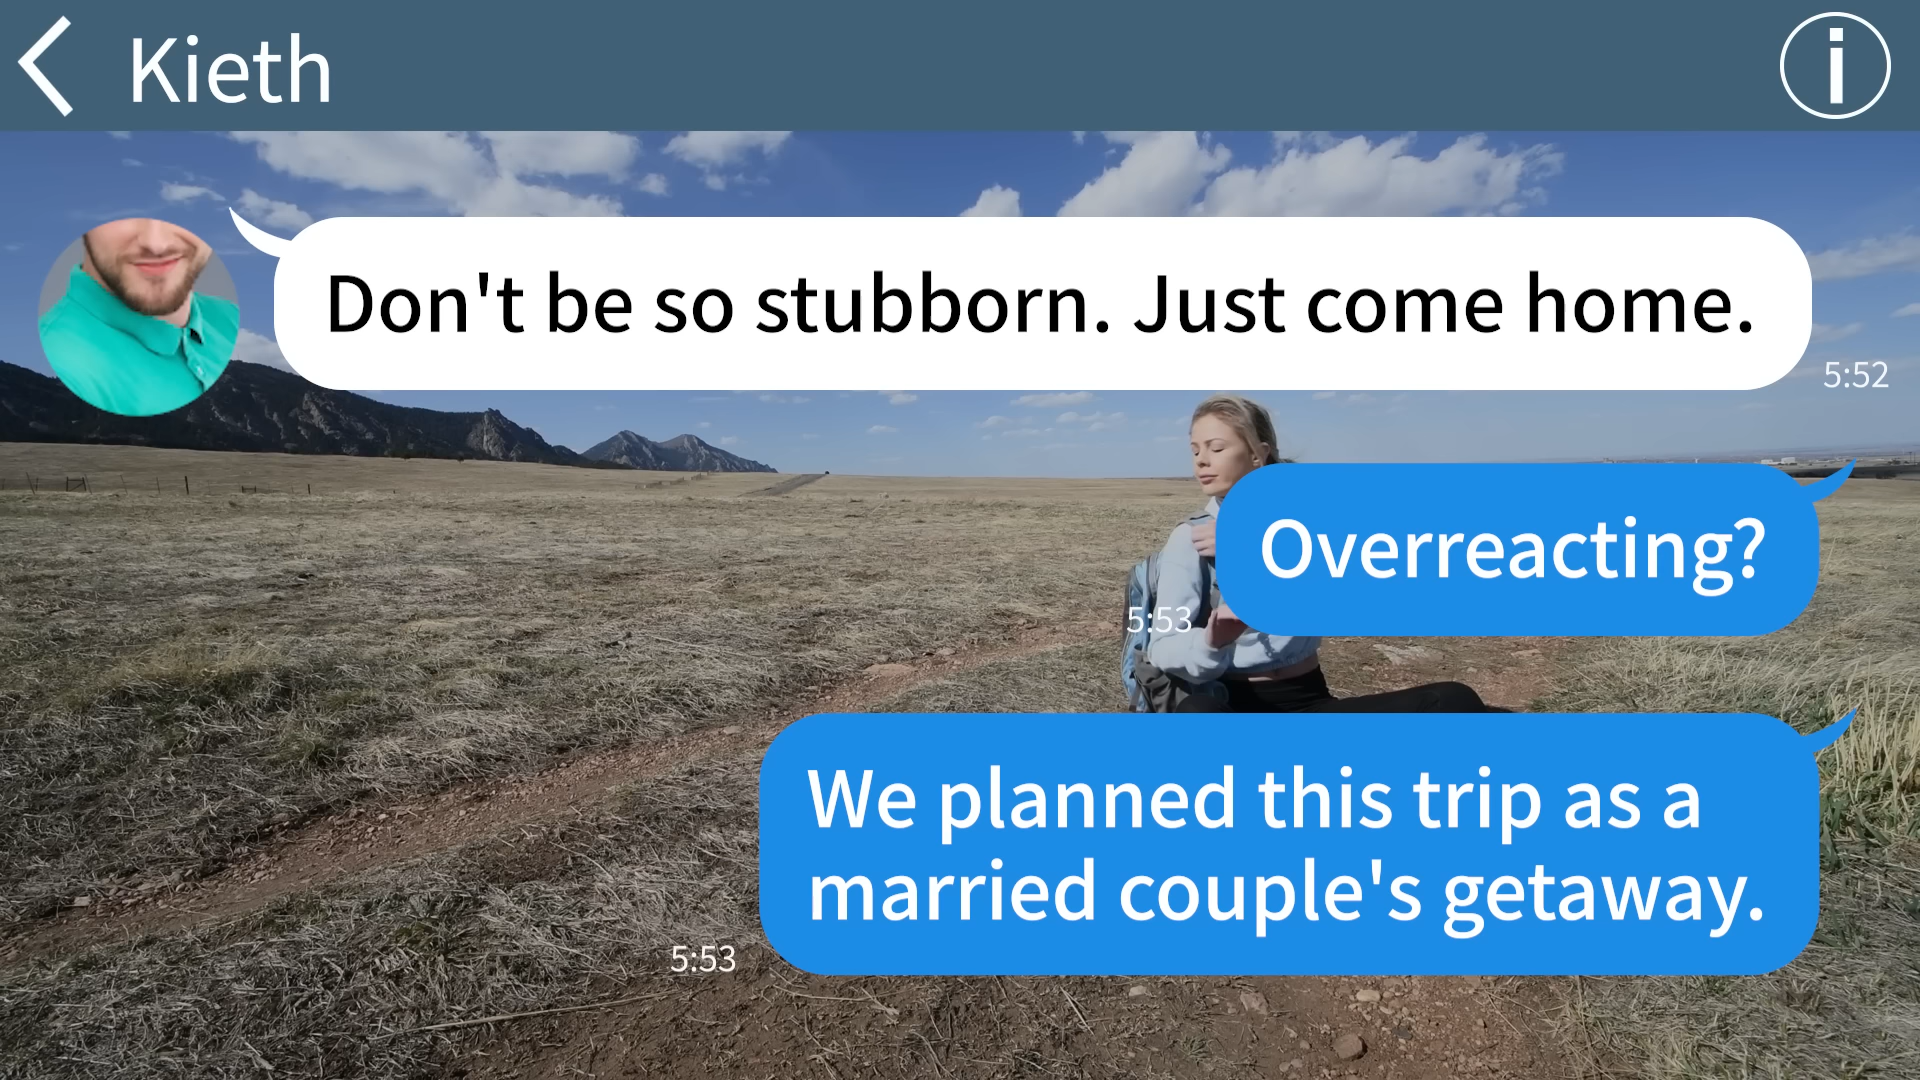 Kieth
Don't be so stubborn. Just come home.
5:52
Overreacting?
5:53
We planned this trip as a
married couple's getaway.
5:53